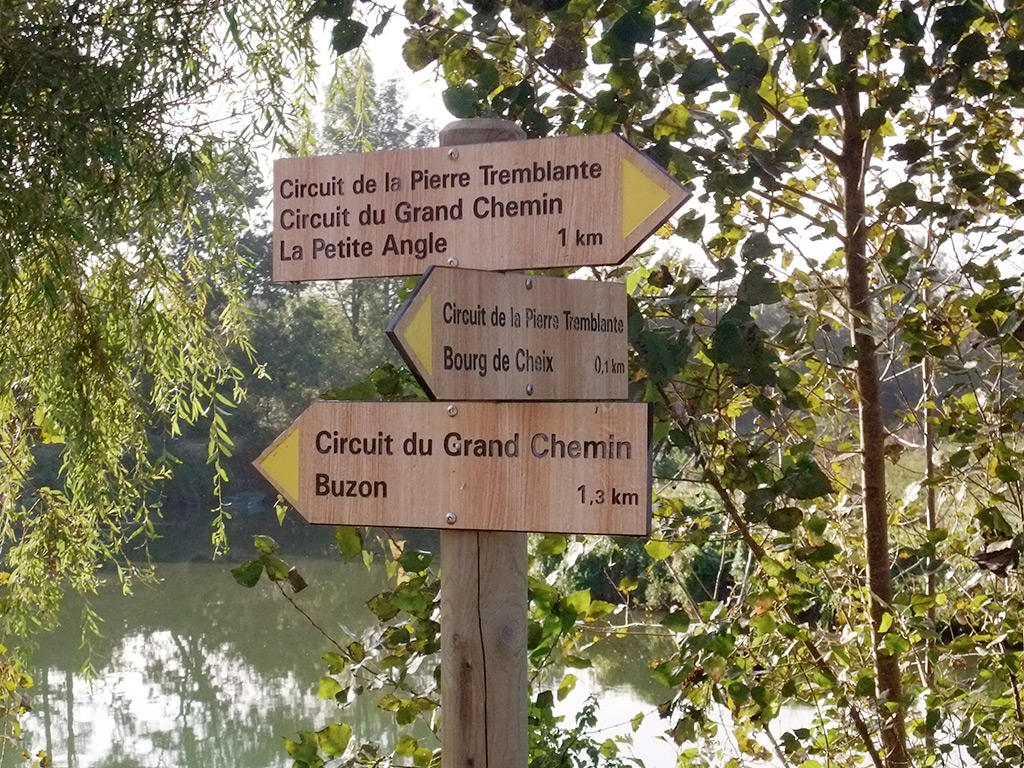 Circuit de la Pierre Tremblante
Circuit du Grand Chemin
La Petite Angle 1 km
Circuit de la Pierre Tremblante
Bourg de Cheix 0,1 km
Circuit du Grand Chemin
Buzon 1,3 km